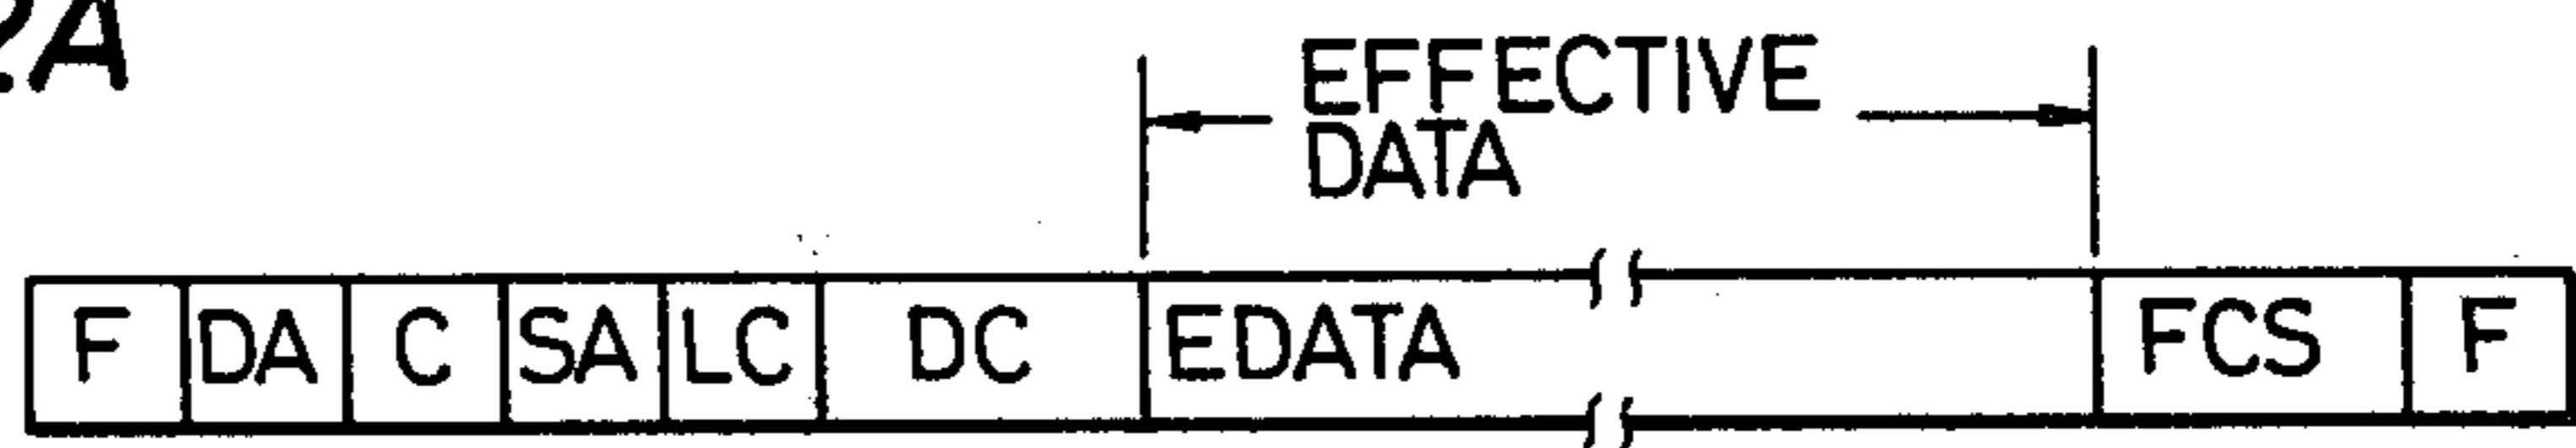 2A
EFFECTIVE
DATA
F DA C SA LC DC EDATA FCS F